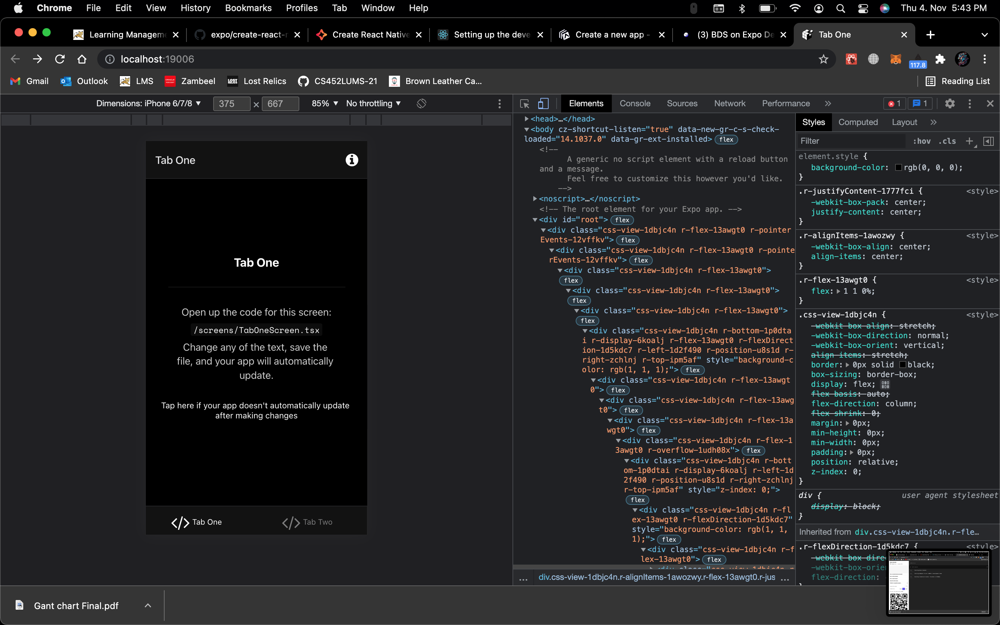 Chrome File Edit View History Bookmarks Profiles Tab Window Help Thu 4. Nov 5:43 PM
Learning Manageme expo/create-react-r Create React Native Setting up the deve Create a new app - (3) BDS on Expo De Tab One
localhost:19006
117.8
Gmail Outlook LMS Zambeel Lost Relics CS452LUMS-21 Brown Leather Ca... Reading List
Dimensions: iPhone 6/7/8 375 × 667 85% No throttling
Elements Console Sources Network Performance 1 1
Tab One
Tab One
Open up the code for this screen:
/screens/TabOneScreen.tsx
Change any of the text, save the
file, and your app will automatically
update.
Tap here if your app doesn't automatically update
after making changes
Tab One Tab Two
<head>…</head>
<body cz-shortcut-listen="true" data-new-gr-c-s-check-
loaded="14.1037.0" data-gr-ext-installed> flex
<!--
A generic no script element with a reload button
and a message.
Feel free to customize this however you'd like.
-->
<noscript>…</noscript>
<!-- The root element for your Expo app. -->
<div id="root"> flex
<div class="css-view-1dbjc4n r-flex-13awgt0 r-pointer
Events-12vffkv"> flex
<div class="css-view-1dbjc4n r-flex-13awgt0 r-pointe
rEvents-12vffkv"> flex
<div class="css-view-1dbjc4n r-flex-13awgt0">
flex
<div class="css-view-1dbjc4n r-flex-13awgt0">
flex
<div class="css-view-1dbjc4n r-flex-13awgt0">
flex
<div class="css-view-1dbjc4n r-bottom-1p0dta
i r-display-6koalj r-flex-13awgt0 r-flexDirect
ion-1d5kdc7 r-left-1d2f490 r-position-u8s1d r-
right-zchlnj r-top-ipm5af" style="background-c
olor: rgb(1, 1, 1);"> flex
<div class="css-view-1dbjc4n r-flex-13awgt
0"> flex
<div class="css-view-1dbjc4n r-flex-13awg
t0"> flex
<div class="css-view-1dbjc4n r-flex-13a
wgt0"> flex
<div class="css-view-1dbjc4n r-flex-1
3awgt0 r-overflow-1udh08x"> flex
<div class="css-view-1dbjc4n r-bott
om-1p0dtai r-display-6koalj r-left-1d
2f490 r-position-u8s1d r-right-zchlnj
r-top-ipm5af" style="z-index: 0;">
flex
<div class="css-view-1dbjc4n r-fl
ex-13awgt0 r-flexDirection-1d5kdc7"
style="background-color: rgb(1, 1,
1);"> flex
<div class="css-view-1dbjc4n r-f
lex-13awgt0"> flex
... div.css-view-1dbjc4n.r-alignItems-1awozwy.r-flex-13awgt0.r-jus ...
Styles Computed Layout
Filter :hov .cls
element.style {
background-color: rgb(0, 0, 0);
}
.r-justifyContent-1777fci { <style>
-webkit-box-pack: center;
justify-content: center;
}
.r-alignItems-1awozwy { <style>
-webkit-box-align: center;
align-items: center;
}
.r-flex-13awgt0 { <style>
flex: 1 1 0%;
}
.css-view-1dbjc4n { <style>
-webkit-box-align: stretch;
-webkit-box-direction: normal;
-webkit-box-orient: vertical;
align-items: stretch;
border: 0px solid black;
box-sizing: border-box;
display: flex;
flex-basis: auto;
flex-direction: column;
flex-shrink: 0;
margin: 0px;
min-height: 0px;
min-width: 0px;
padding: 0px;
position: relative;
z-index: 0;
}
div { user agent stylesheet
display: block;
}
Inherited from div.css-view-1dbjc4n.r-fle…
.r-flexDirection-1d5kdc7 { <style>
-webkit-box-dire
-webkit-box-orie
flex-direction:
Gant chart Final.pdf